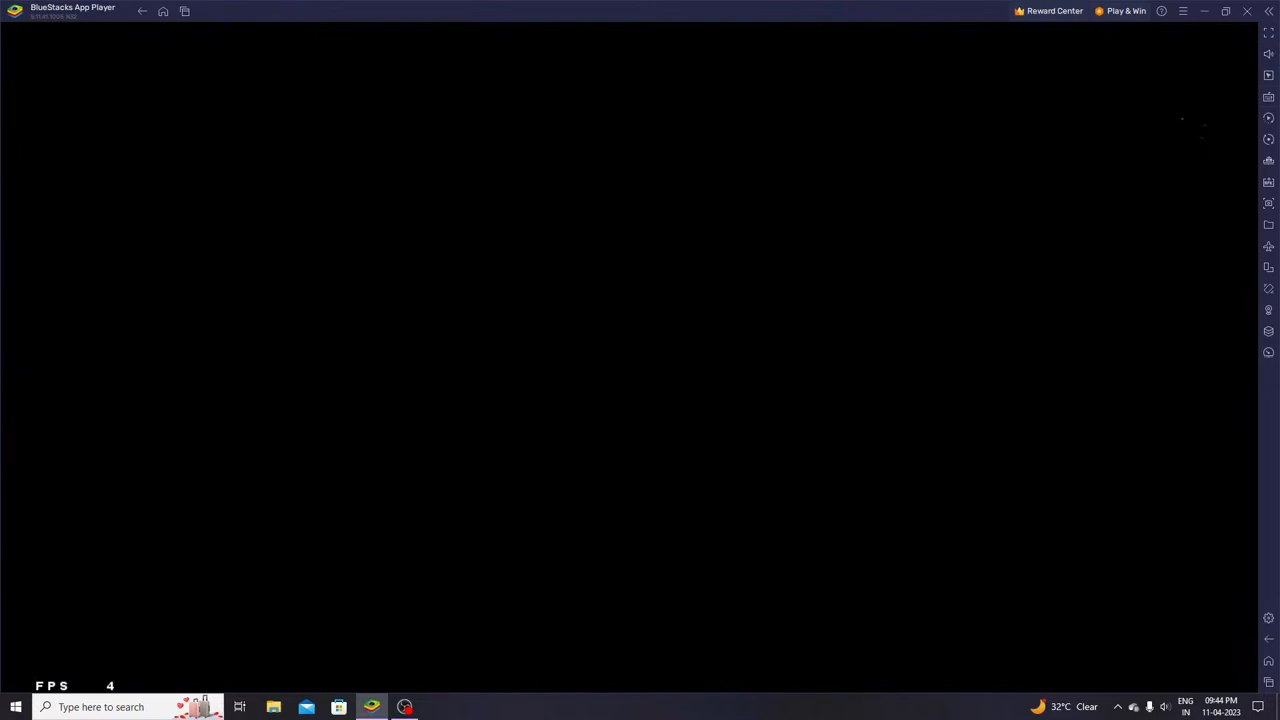 BlueStacks App Player
Reward Center
Play & Win
FPS 4
Type here to search
32°C Clear
ENG
IN
09:44 PM
11-04-2023